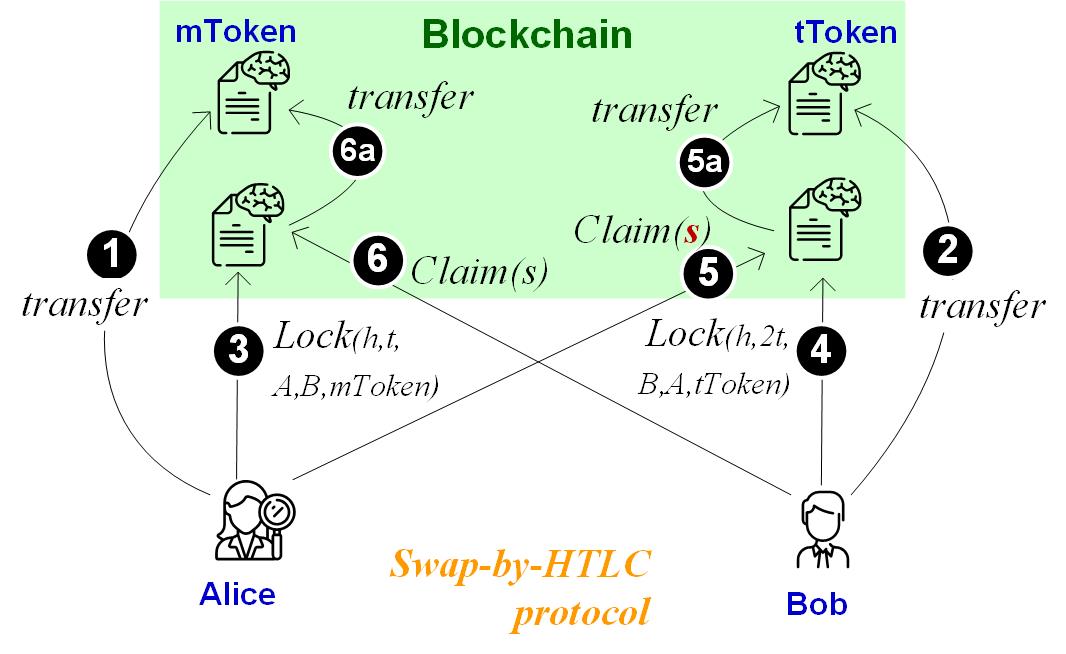 mToken
Blockchain
tToken
transfer
transfer
6a
5a
Claim(s)
1
6
Claim(s)
5
2
transfer
transfer
3
Lock(h,t,
A,B,mToken)
Lock(h,2t,
B,A,tToken)
4
Swap-by-HTLC
protocol
Alice
Bob